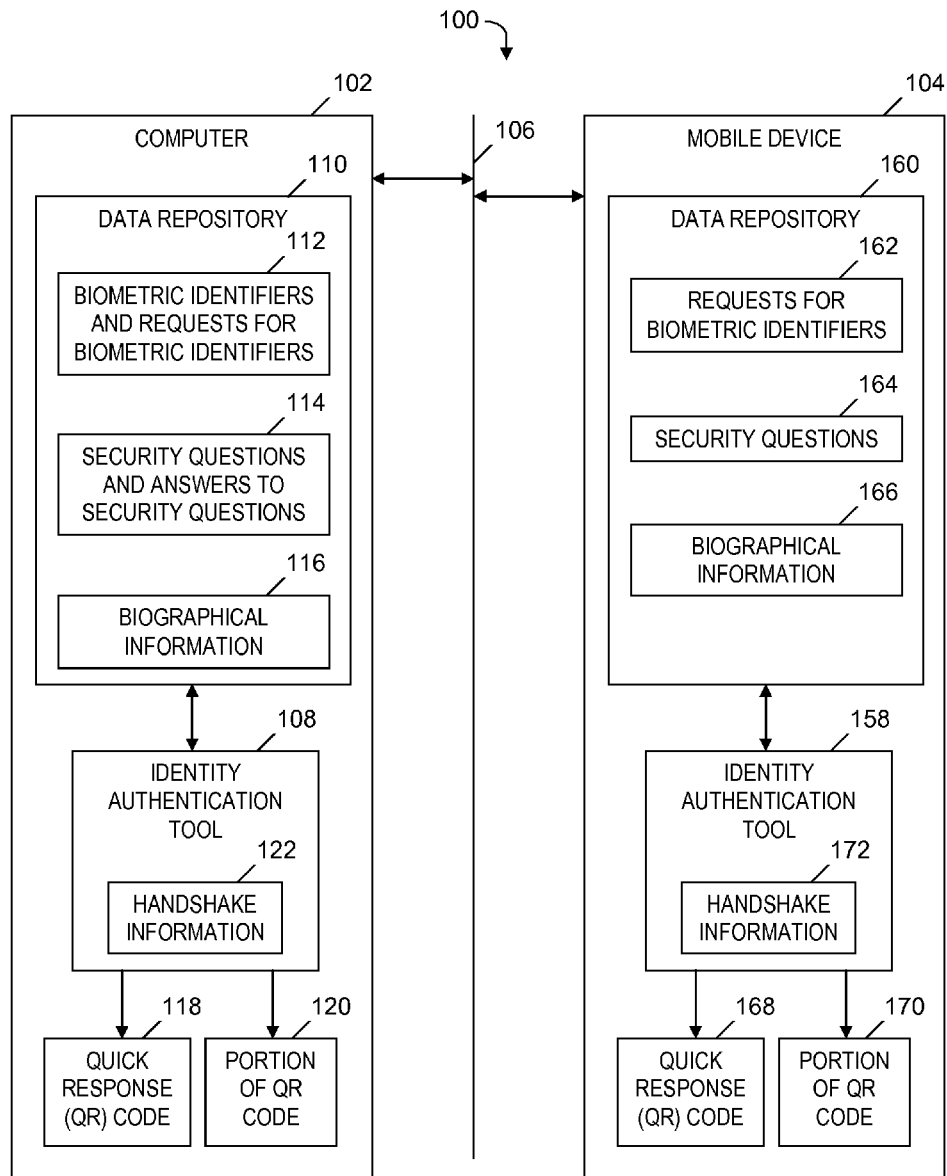 100
102
COMPUTER
110
DATA REPOSITORY
112
BIOMETRIC IDENTIFIERS
AND REQUESTS FOR
BIOMETRIC IDENTIFIERS
114
SECURITY QUESTIONS
AND ANSWERS TO
SECURITY QUESTIONS
116
BIOGRAPHICAL
INFORMATION
108
IDENTITY
AUTHENTICATION
TOOL
122
HANDSHAKE
INFORMATION
118
QUICK
RESPONSE
(QR) CODE
120
PORTION
OF QR
CODE
106
104
MOBILE DEVICE
160
DATA REPOSITORY
162
REQUESTS FOR
BIOMETRIC IDENTIFIERS
164
SECURITY QUESTIONS
166
BIOGRAPHICAL
INFORMATION
158
IDENTITY
AUTHENTICATION
TOOL
172
HANDSHAKE
INFORMATION
168
QUICK
RESPONSE
(QR) CODE
170
PORTION
OF QR
CODE